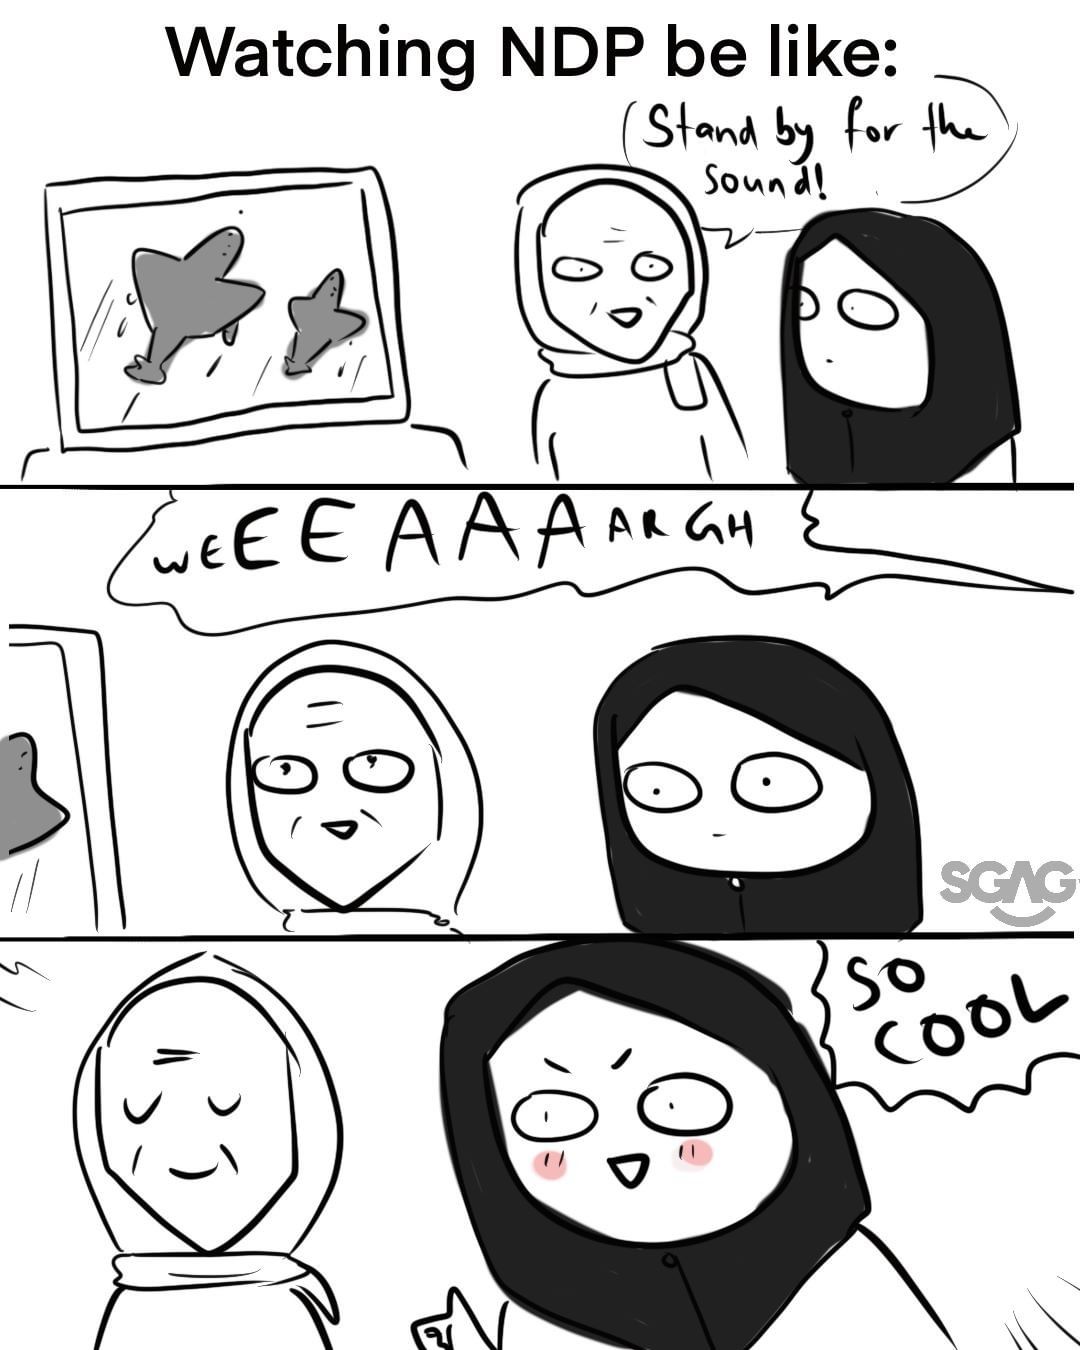 Watching NDP be like:
Stand by for the
sound!
WEEEAAAARGH
SGAG
SO
COOL